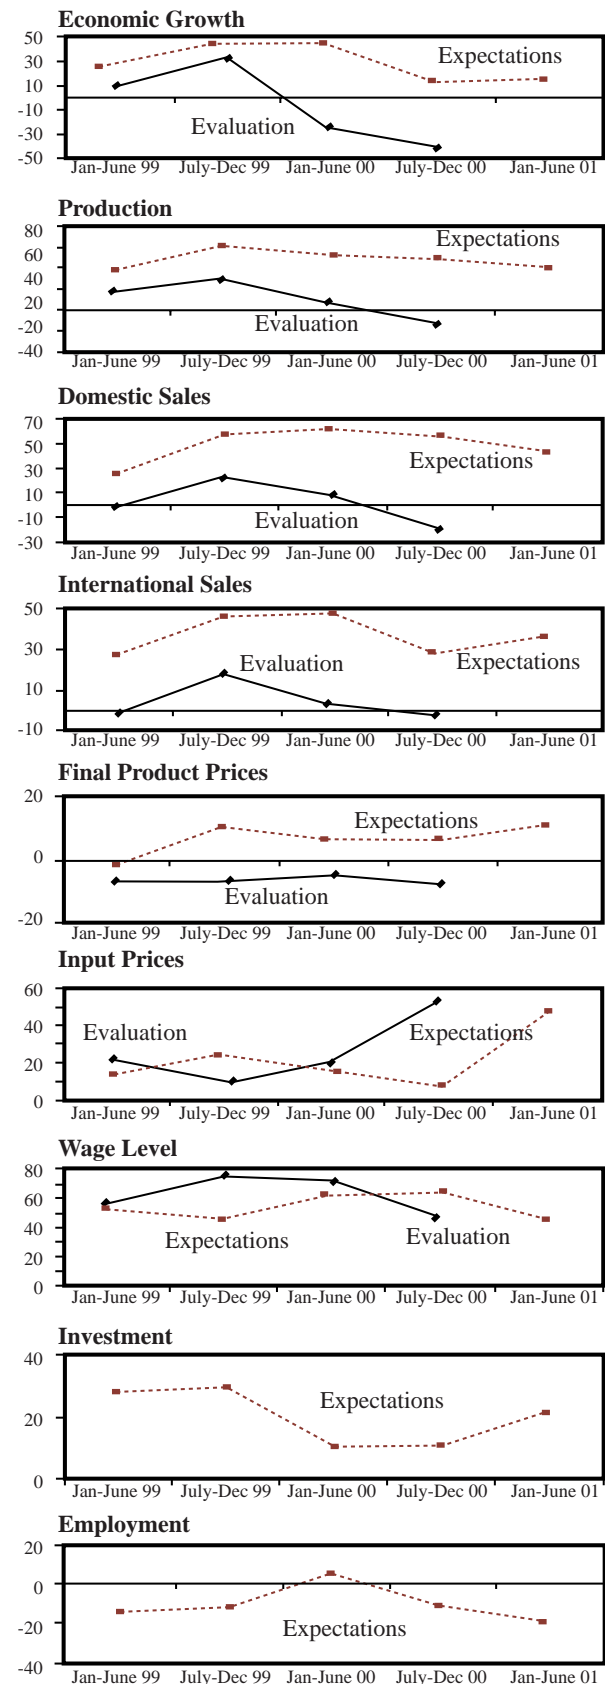 Economic Growth
50
30
10
-10
-30
-50
Expectations
Evaluation
Jan-June 99 July-Dec 99 Jan-June 00 July-Dec 00 Jan-June 01
Production
80
60
40
20
-20
-40
Expectations
Evaluation
Jan-June 99 July-Dec 99 Jan-June 00 July-Dec 00 Jan-June 01
Domestic Sales
70
50
30
10
-10
-30
Expectations
Evaluation
Jan-June 99 July-Dec 99 Jan-June 00 July-Dec 00 Jan-June 01
International Sales
50
30
10
-10
Evaluation
Expectations
Jan-June 99 July-Dec 99 Jan-June 00 July-Dec 00 Jan-June 01
Final Product Prices
20
0
-20
Expectations
Evaluation
Jan-June 99 July-Dec 99 Jan-June 00 July-Dec 00 Jan-June 01
Input Prices
60
40
20
0
Evaluation
Expectations
Jan-June 99 July-Dec 99 Jan-June 00 July-Dec 00 Jan-June 01
Wage Level
80
60
40
20
0
Expectations
Evaluation
Jan-June 99 July-Dec 99 Jan-June 00 July-Dec 00 Jan-June 01
Investment
40
20
0
Expectations
Jan-June 99 July-Dec 99 Jan-June 00 July-Dec 00 Jan-June 01
Employment
20
0
-20
-40
Expectations
Jan-June 99 July-Dec 99 Jan-June 00 July-Dec 00 Jan-June 01